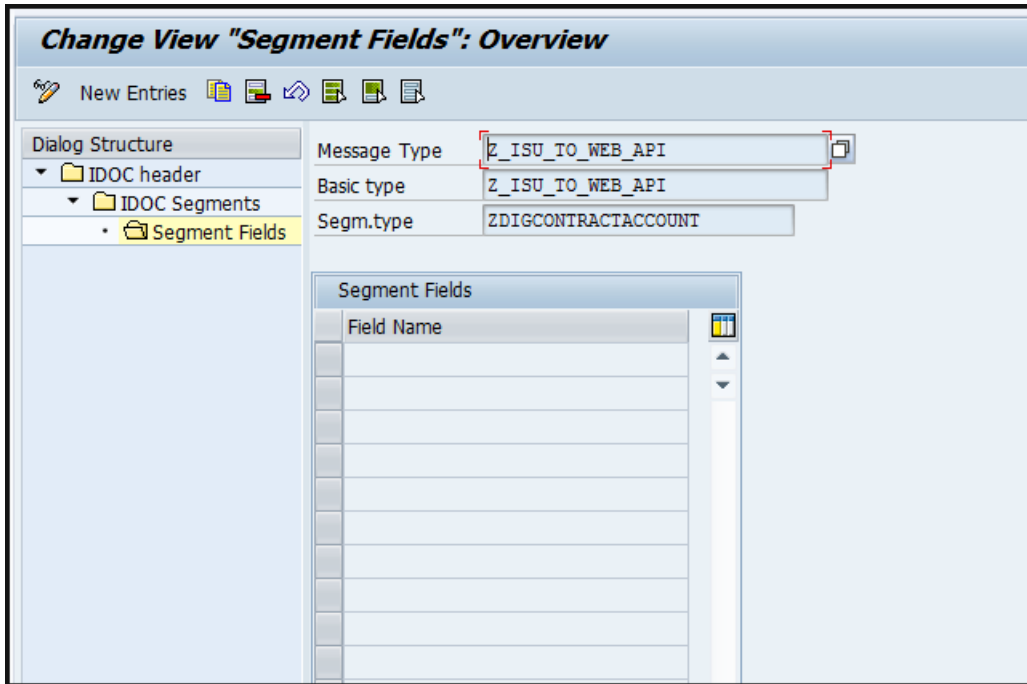 Change View "Segment Fields": Overview
New Entries
Dialog Structure
IDOC header
IDOC Segments
Segment Fields
Message Type Z_ISU_TO_WEB_API
Basic type Z_ISU_TO_WEB_API
Segm.type ZDIGCONTRACTACCOUNT
Segment Fields
Field Name